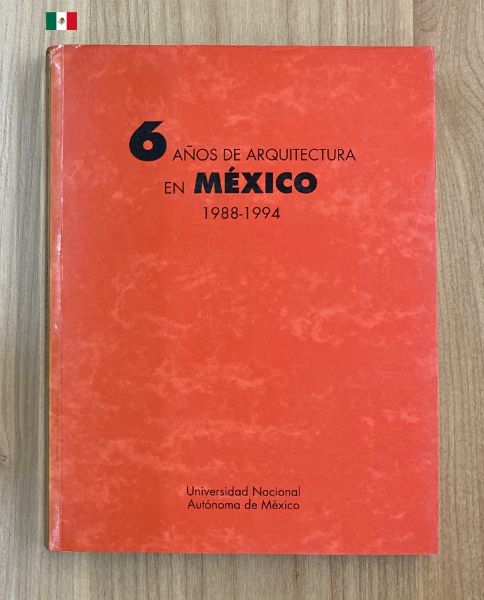 6 AÑOS DE ARQUITECTURA
EN MÉXICO
1988-1994
Universidad Nacional
Autónoma de México